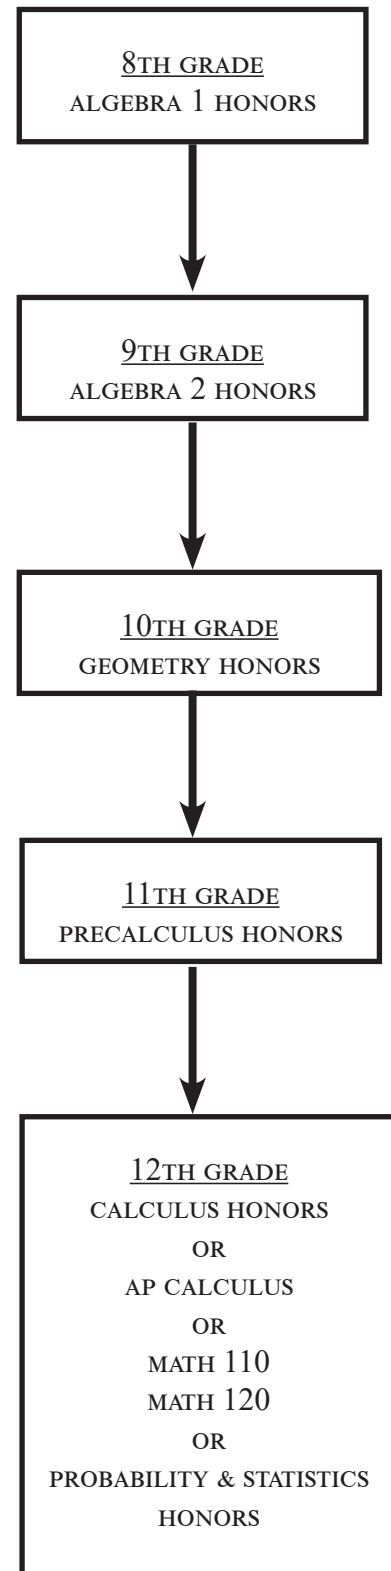 8TH GRADE
ALGEBRA 1 HONORS
9TH GRADE
ALGEBRA 2 HONORS
10TH GRADE
GEOMETRY HONORS
11TH GRADE
PRECALCULUS HONORS
12TH GRADE
CALCULUS HONORS
OR
AP CALCULUS
OR
MATH 110
MATH 120
OR
PROBABILITY & STATISTICS
HONORS